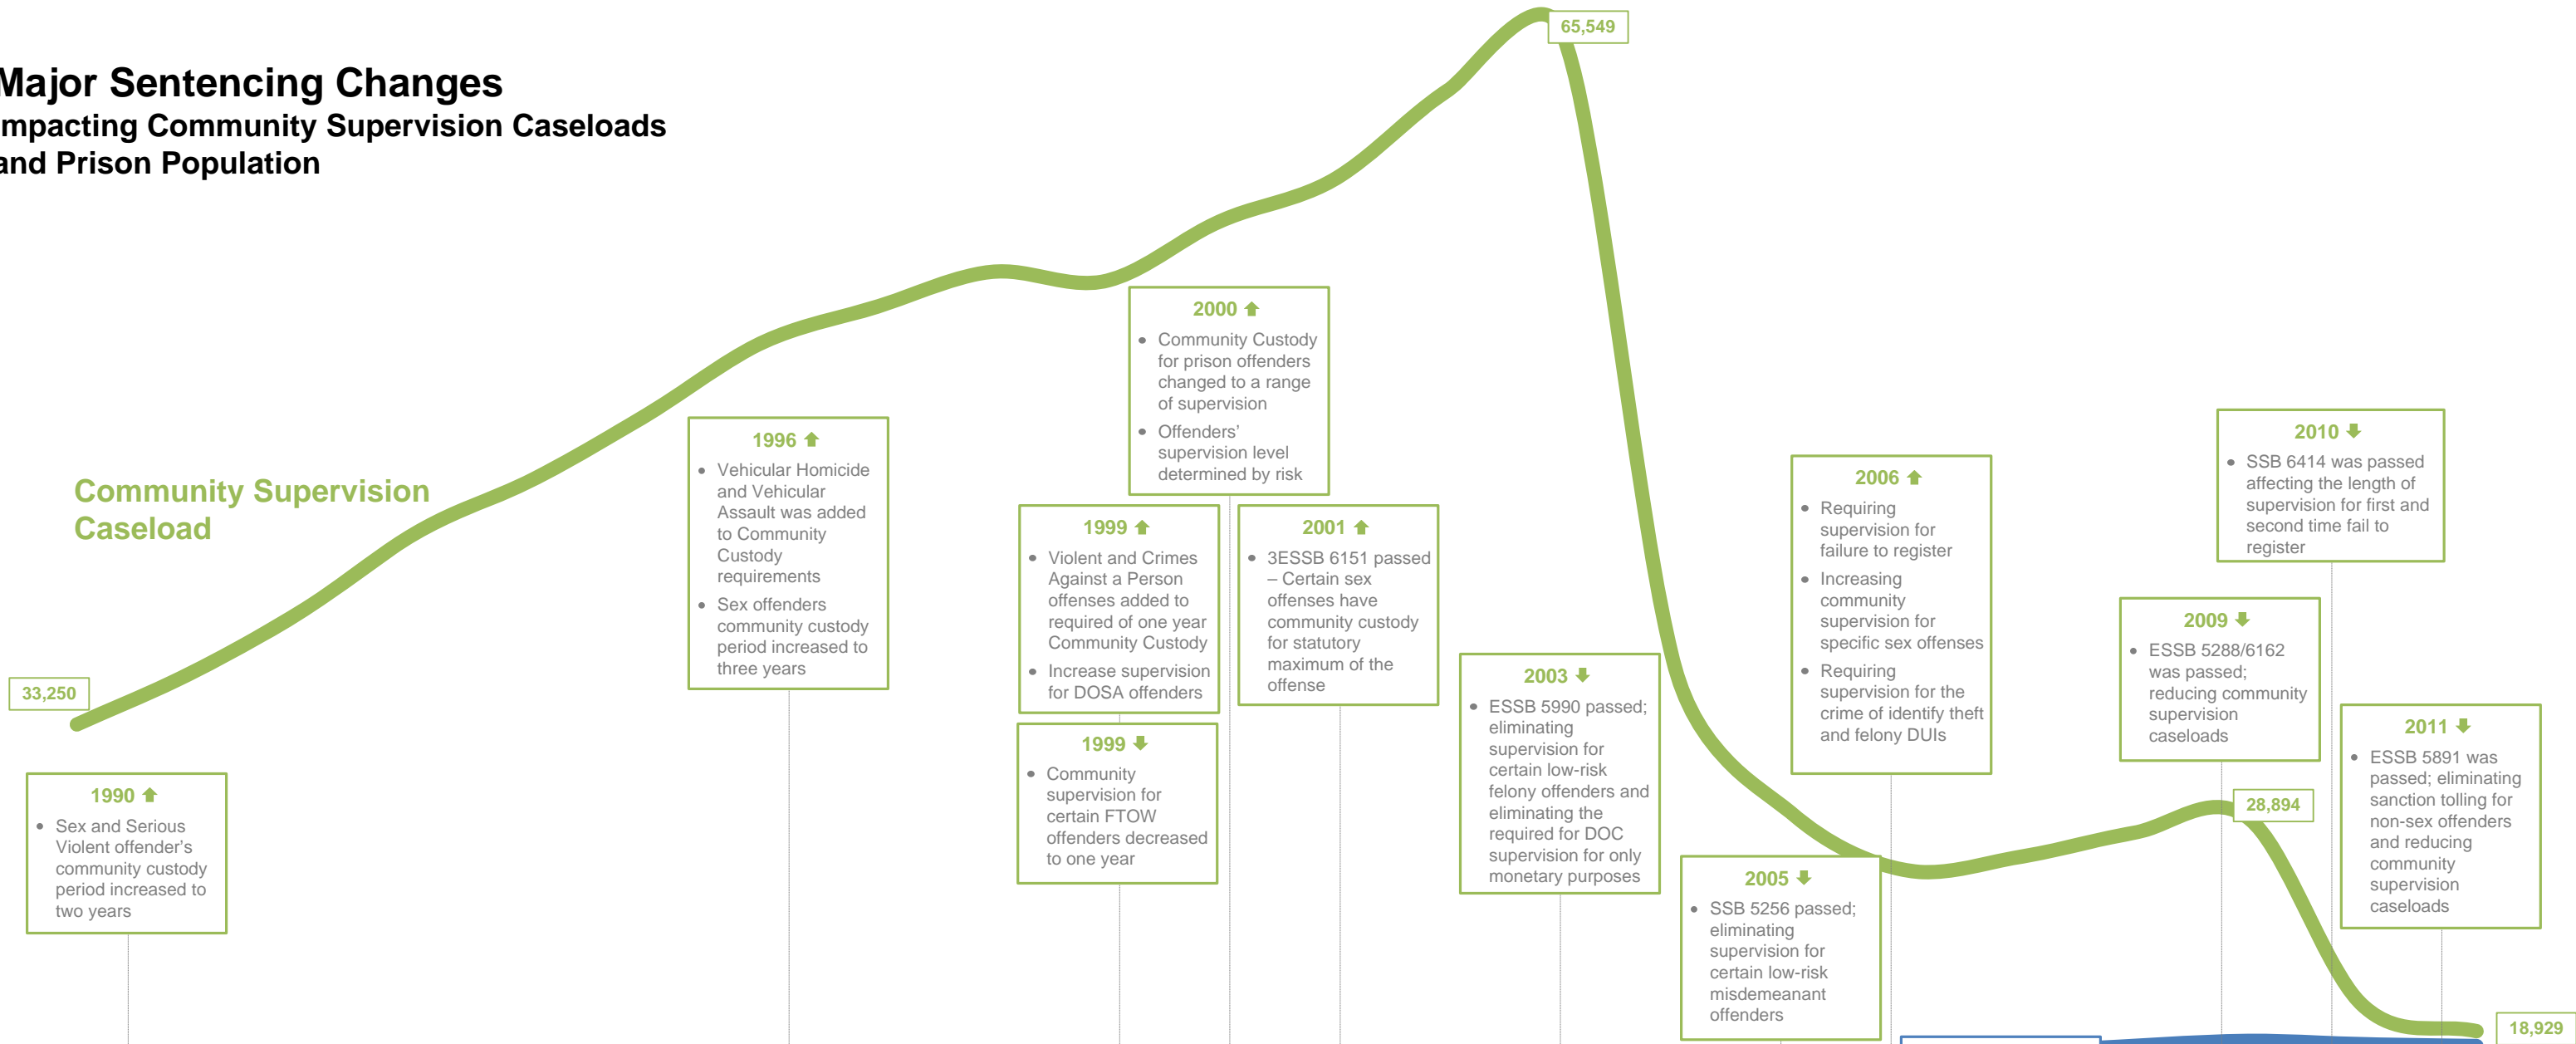 Major Sentencing Changes
Impacting Community Supervision Caseloads
and Prison Population
65,549
Community Supervision
Caseload
33,250
1990
• Sex and Serious
Violent offender's
community custody
period increased to
two years
1996
• Vehicular Homicide
and Vehicular
Assault was added
to Community
Custody
requirements
• Sex offenders
community custody
period increased to
three years
2000
• Community Custody
for prison offenders
changed to a range
of supervision
• Offenders'
supervision level
determined by risk
1999
• Violent and Crimes
Against a Person
offenses added to
required of one year
Community Custody
• Increase supervision
for DOSA offenders
1999
• Community
supervision for
certain FTOW
offenders decreased
to one year
2001
• 3ESSB 6151 passed
– Certain sex
offenses have
community custody
for statutory
maximum of the
offense
2003
• ESSB 5990 passed;
eliminating
supervision for
certain low-risk
felony offenders and
eliminating the
required for DOC
supervision for only
monetary purposes
2005
• SSB 5256 passed;
eliminating
supervision for
certain low-risk
misdemeanant
offenders
2006
• Requiring
supervision for
failure to register
• Increasing
community
supervision for
specific sex offenses
• Requiring
supervision for the
crime of identify theft
and felony DUIs
2009
• ESSB 5288/6162
was passed;
reducing community
supervision
caseloads
2010
• SSB 6414 was passed
affecting the length of
supervision for first and
second time fail to
register
28,894
2011
• ESSB 5891 was
passed; eliminating
sanction tolling for
non-sex offenders
and reducing
community
supervision
caseloads
18,929